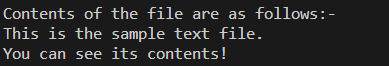 Contents of the file are as follows:-
This is the sample text file.
You can see its contents!